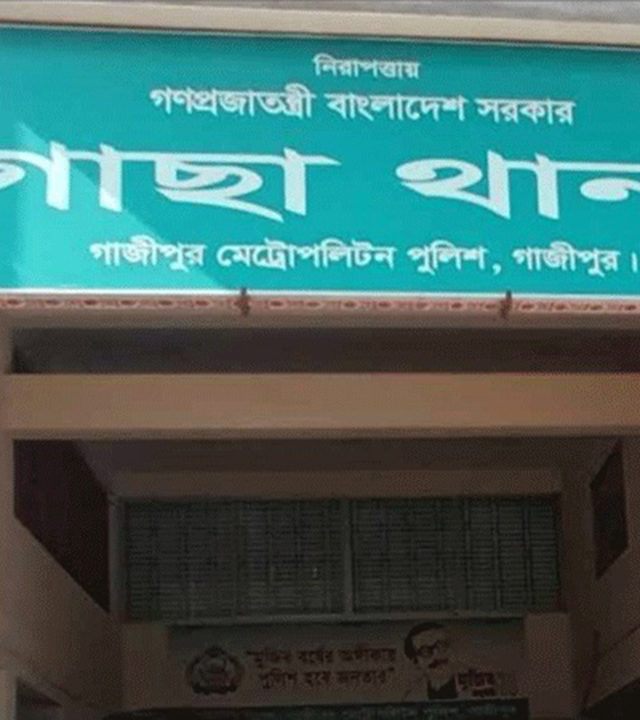 নিরাপত্তায়
গণপ্রজাতন্ত্রী বাংলাদেশ সরকার
গাছা থান
গাজীপুর মেট্রোপলিটন পুলিশ, গাজীপুর।
"মুজিব বর্ষের অঙ্গীকার
পুলিশ হবে জনতার"
মুজিব